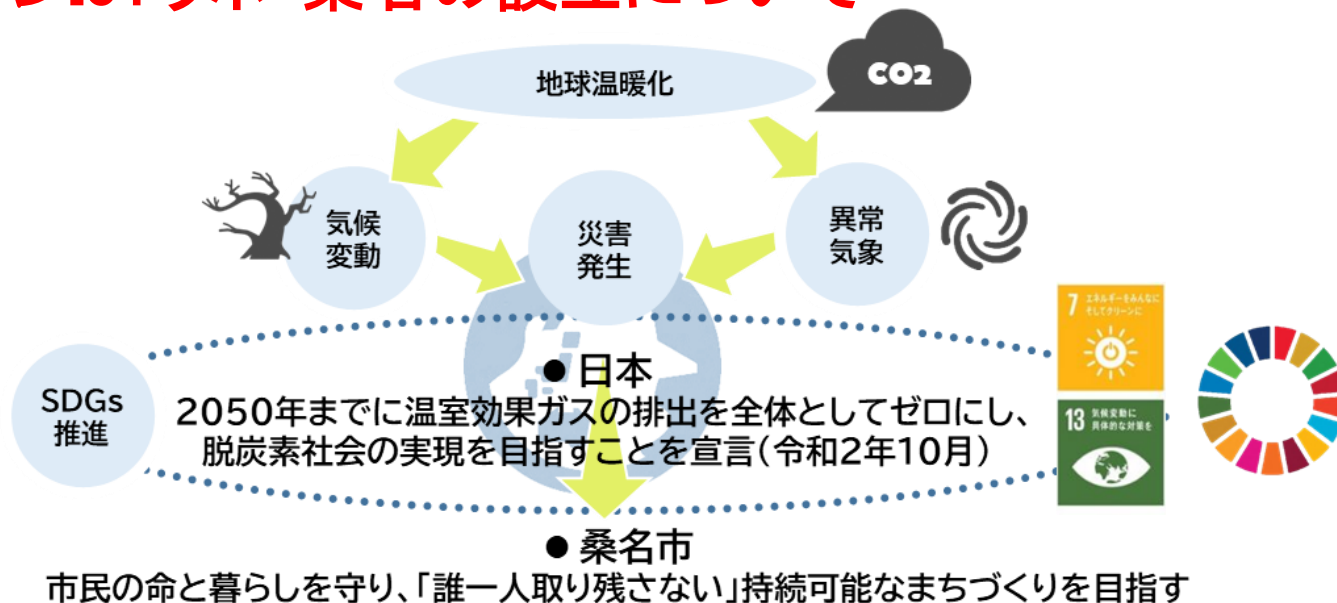 の設立について
地球温暖化
CO2
気候
変動
災害
発生
異常
気象
7 エネルギーをみんなに
そしてクリーンに
SDGs
推進
● 日本
2050年までに温室効果ガスの排出を全体としてゼロにし、
脱炭素社会の実現を目指すことを宣言(令和2年10月)
13 気候変動に
具体的な対策を
● 桑名市
市民の命と暮らしを守り、「誰一人取り残さない」持続可能なまちづくりを目指す